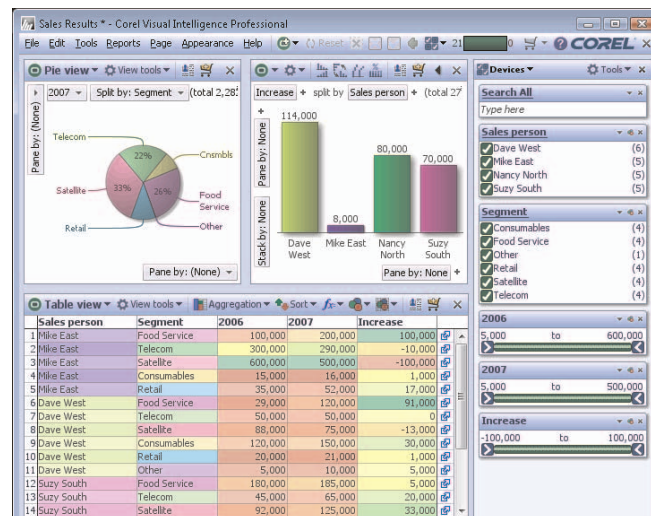 Sales Results * - Corel Visual Intelligence Professional
File Edit Tools Reports Page Appearance Help Reset 21 0 COREL
Pie view View tools
2007 Split by: Segment (total 2,28
Pane by: (None)
Telecom
Cnsmbls
22%
Satellite
33%
26%
Food
Service
Retail
Other
Pane by: (None)
Increase + split by Sales person + (total 27
+
Pane by: None
Stack by: None
114,000
8,000
80,000
70,000
Dave
West
Mike East
Nancy
North
Suzy
South
Pane by: None +
Devices Tools
Search All
Type here
Sales person
Dave West (6)
Mike East (5)
Nancy North (5)
Suzy South (5)
Segment
Consumables (4)
Food Service (4)
Other (1)
Retail (4)
Satellite (4)
Telecom (4)
2006
5,000 to 600,000
2007
5,000 to 500,000
Increase
-100,000 to 100,000
Table view View tools Aggregation Sort fx
Sales person Segment 2006 2007 Increase
1 Mike East Food Service 100,000 200,000 100,000
2 Mike East Telecom 300,000 290,000 -10,000
3 Mike East Satellite 600,000 500,000 -100,000
4 Mike East Consumables 15,000 16,000 1,000
5 Mike East Retail 35,000 52,000 17,000
6 Dave West Food Service 29,000 120,000 91,000
7 Dave West Telecom 50,000 50,000 0
8 Dave West Satellite 88,000 75,000 -13,000
9 Dave West Consumables 120,000 150,000 30,000
10 Dave West Retail 20,000 21,000 1,000
11 Dave West Other 5,000 10,000 5,000
12 Suzy South Food Service 180,000 185,000 5,000
13 Suzy South Telecom 45,000 65,000 20,000
14 Suzy South Satellite 92,000 125,000 33,000